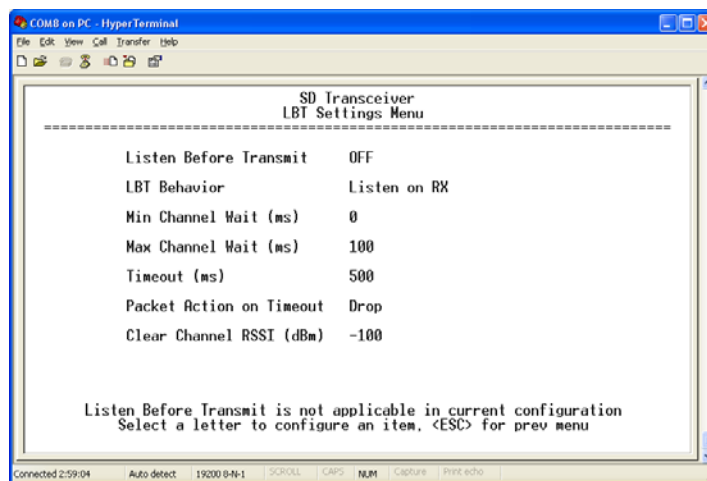 COM8 on PC - HyperTerminal
File Edit View Call Transfer Help
SD Transceiver
LBT Settings Menu
==========================================================================
Listen Before Transmit OFF
LBT Behavior Listen on RX
Min Channel Wait (ms) 0
Max Channel Wait (ms) 100
Timeout (ms) 500
Packet Action on Timeout Drop
Clear Channel RSSI (dBm) -100
Listen Before Transmit is not applicable in current configuration
Select a letter to configure an item, <ESC> for prev menu
Connected 2:59:04 Auto detect 19200 8-N-1 SCROLL CAPS NUM Capture Print echo